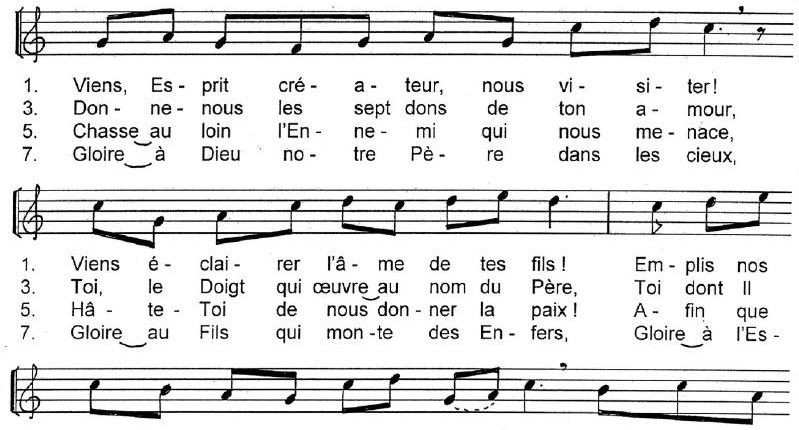 1. Viens, Es - prit cré - a - teur, nous vi - si - ter!
3. Don - ne - nous les sept dons de ton a - mour,
5. Chasse au loin l'En - ne - mi qui nous me - nace,
7. Gloire à Dieu no - tre Pè - re dans les cieux,
1. Viens é - clai - rer l'â - me de tes fils ! Em - plis nos
3. Toi, le Doigt qui œuvre au nom du Père, Toi dont Il
5. Hâ - te - Toi de nous don - ner la paix ! A - fin que
7. Gloire au Fils qui mon - te des En - fers, Gloire à l'Es -